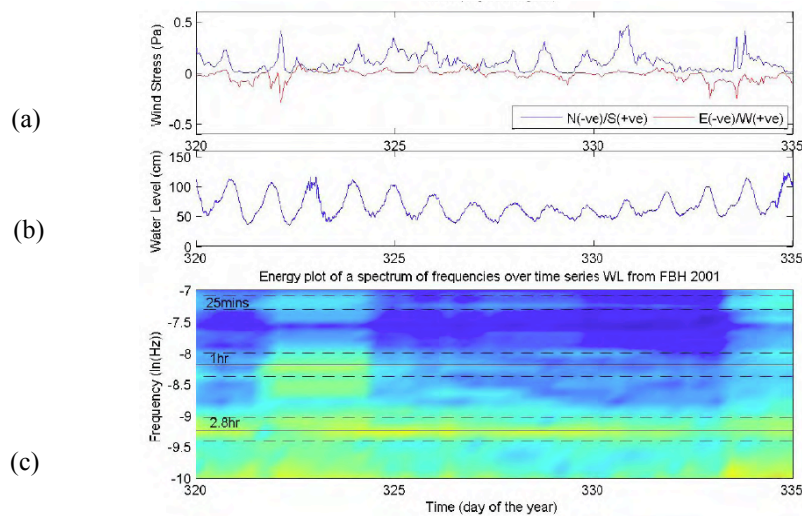 (a)
Wind Stress (Pa)
0.5
0
-0.5
N(-ve)/S(+ve)
E(-ve)/W(+ve)
320
325
330
335
(b)
Water Level (cm)
150
100
50
0
320
325
330
335
Energy plot of a spectrum of frequencies over time series WL from FBH 2001
(c)
Frequency (ln(Hz))
-7
-7.5
-8
-8.5
-9
-9.5
-10
25mins
1hr
2.8hr
320
325
330
335
Time (day of the year)